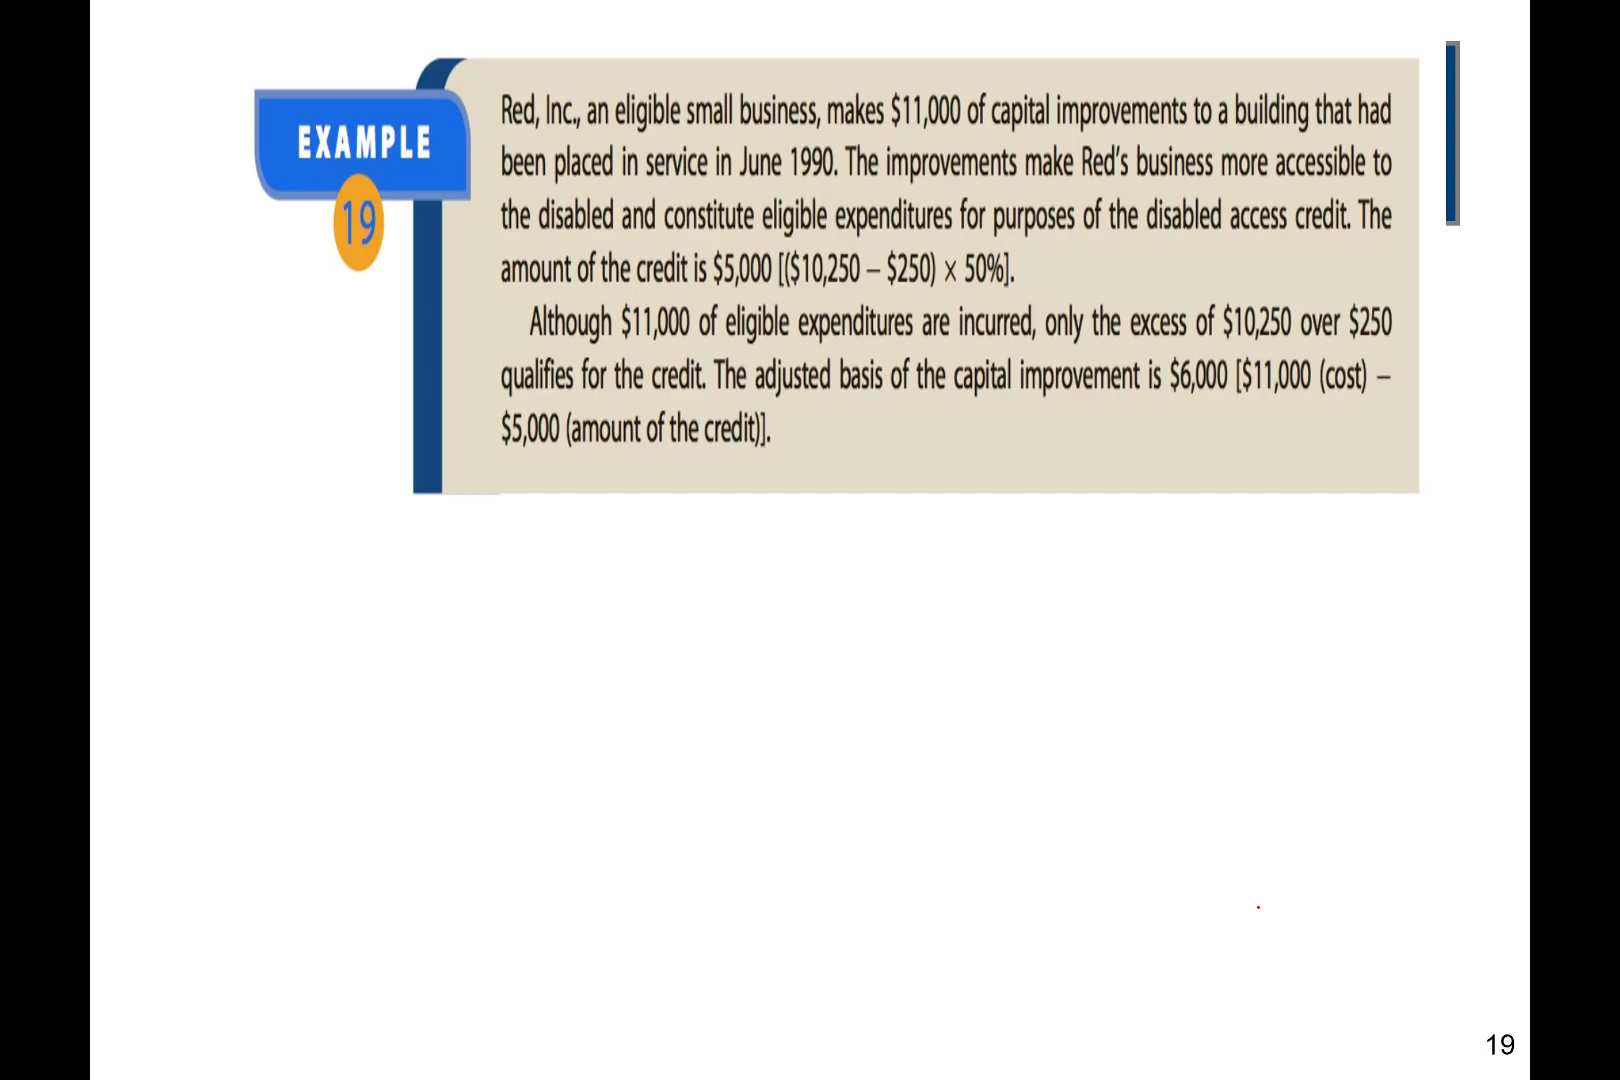 EXAMPLE
19
Red, Inc., an eligible small business, makes $11,000 of capital improvements to a building that had
been placed in service in June 1990. The improvements make Red's business more accessible to
the disabled and constitute eligible expenditures for purposes of the disabled access credit. The
amount of the credit is $5,000 [($10,250 – $250) × 50%].
Although $11,000 of eligible expenditures are incurred, only the excess of $10,250 over $250
qualifies for the credit. The adjusted basis of the capital improvement is $6,000 [$11,000 (cost) –
$5,000 (amount of the credit)].
19